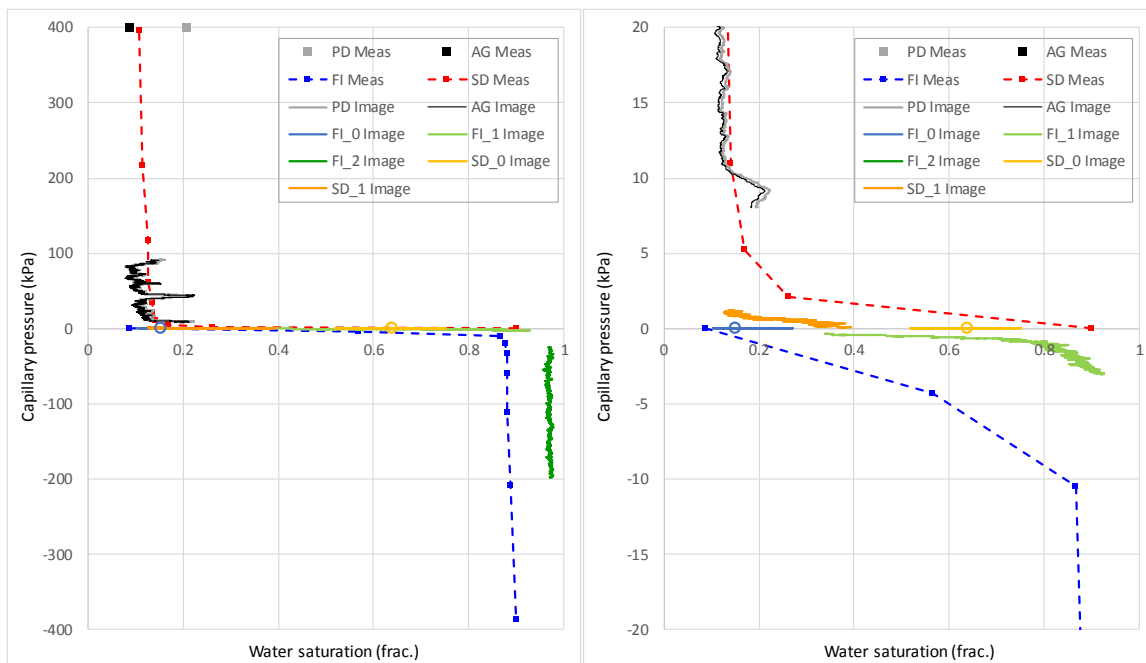 400
300
200
100
0
-100
-200
-300
-400
Capillary pressure (kPa)
0
0.2
0.4
0.6
0.8
1
Water saturation (frac.)
PD Meas AG Meas
FI Meas SD Meas
PD Image AG Image
FI_0 Image FI_1 Image
FI_2 Image SD_0 Image
SD_1 Image
20
15
10
5
0
-5
-10
-15
-20
Capillary pressure (kPa)
0
0.2
0.4
0.6
0.8
1
Water saturation (frac.)
PD Meas AG Meas
FI Meas SD Meas
PD Image AG Image
FI_0 Image FI_1 Image
FI_2 Image SD_0 Image
SD_1 Image